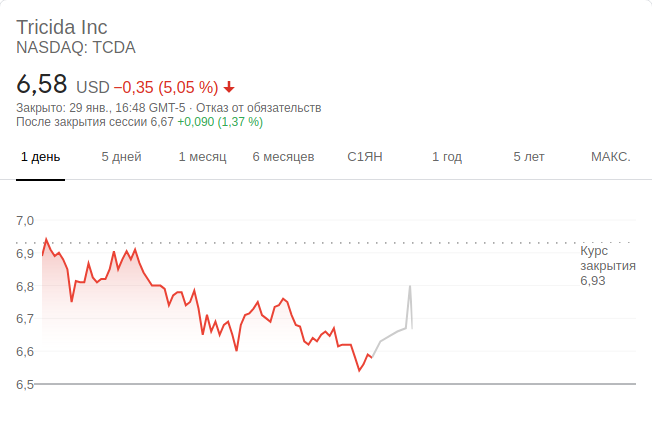 Tricida Inc
NASDAQ: TCDA
6,58 USD −0,35 (5,05 %)
Закрыто: 29 янв., 16:48 GMT-5 · Отказ от обязательств
После закрытия сессии 6,67 +0,090 (1,37 %)
1 день 5 дней 1 месяц 6 месяцев С1ЯН 1 год 5 лет МАКС.
7,0
6,9
6,8
6,7
6,6
6,5
Курс
закрытия
6,93